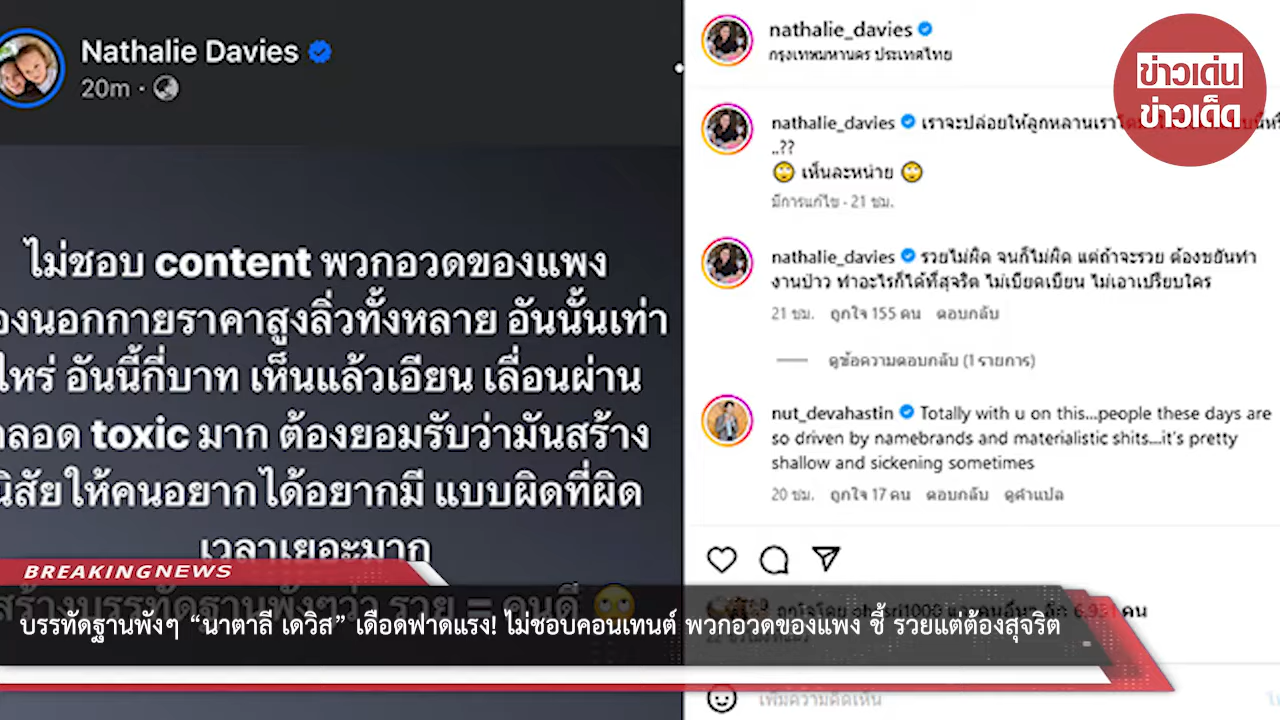 Nathalie Davies
20m
ไม่ชอบ content พวกอวดของแพง
องนอกกายราคาสูงลิ่วทั้งหลาย อันนั้นเท่า
ไหร่ อันนี้กี่บาท เห็นแล้วเอียน เลื่อนผ่าน
ลอด toxic มาก ต้องยอมรับว่ามันสร้าง
นิสัยให้คนอยากได้อยากมี แบบผิดที่ผิด
เวลาเยอะมาก
สร้างบรรทัดฐานพังๆว่า รวย = คนดี 🙄
nathalie_davies
กรุงเทพมหานคร ประเทศไทย
nathalie_davies เราจะปล่อยให้ลูกหลานเรา
..??
🙄 เห็นละหน่าย 🙄
มีการแก้ไข · 21 ชม.
nathalie_davies รวยไม่ผิด จนก็ไม่ผิด แต่ถ้าจะรวย ต้องขยันทำ
งานป่าว ทำอะไรก็ได้ที่สุจริต ไม่เบียดเบียน ไม่เอาเปรียบใคร
21 ชม. ถูกใจ 155 คน ตอบกลับ
ดูข้อความตอบกลับ (1 รายการ)
nut_devahastin Totally with u on this...people these days are
so driven by namebrands and materialistic shits...it's pretty
shallow and sickening sometimes
20 ชม. ถูกใจ 17 คน ตอบกลับ ดูคำแปล
ถูกใจโดย คน
เพิ่มความคิดเห็น
ข่าวเด่น
ข่าวเด็ด
BREAKING NEWS
บรรทัดฐานพังๆ “นาตาลี เดวิส” เดือดฟาดแรง! ไม่ชอบคอนเทนต์ พวกอวดของแพง ชี้ รวยแต่ต้องสุจริต